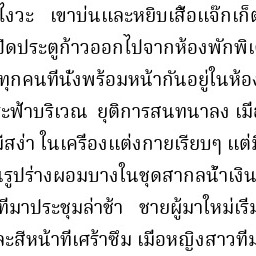 ไงวะ เขาบ่นและหยิบเสื้อแจ๊กเก็ต
ปิดประตูก้าวออกไปจากห้องพักพิเ
ทุกคนที่นั่งพร้อมหน้ากันอยู่ในห้อง
ะฟ้าบริเวณ ยุติการสนทนาลง เมื่
มีสง่า ในเครื่องแต่งกายเรียบๆ แต่มี
นรูปร่างผอมบางในชุดสากลน้ำเงิน
ที่มาประชุมล่าช้า ชายผู้มาใหม่เริ่ม
ละสีหน้าที่เศร้าซึม เมื่อหญิงสาวที่ม